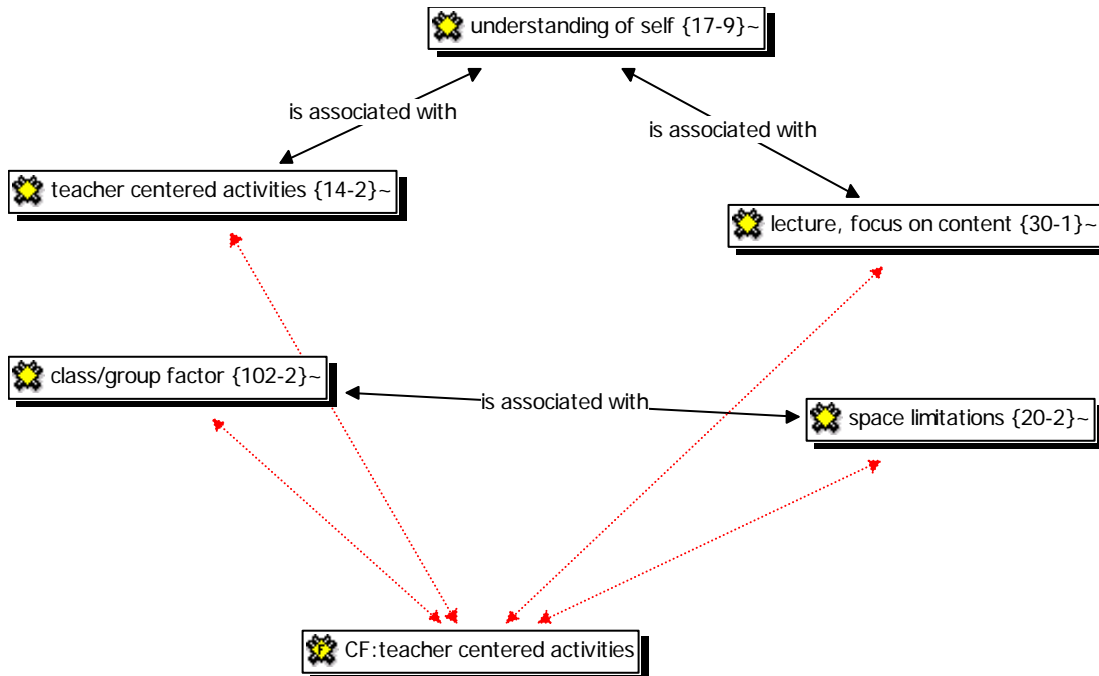 understanding of self {17-9}~
is associated with
is associated with
teacher centered activities {14-2}~
lecture, focus on content {30-1}~
class/group factor {102-2}~
is associated with
space limitations {20-2}~
F CF:teacher centered activities